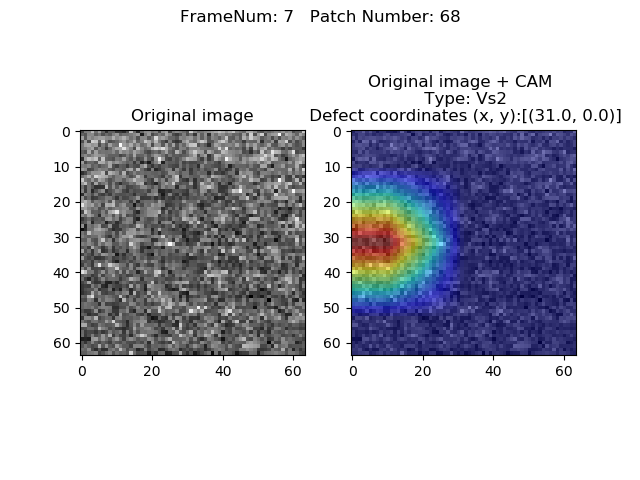 FrameNum: 7   Patch Number: 68
Original image
Original image + CAM
Type: Vs2
Defect coordinates (x, y):[(31.0, 0.0)]
0
10
20
30
40
50
60
0 20 40 60
0
10
20
30
40
50
60
0 20 40 60